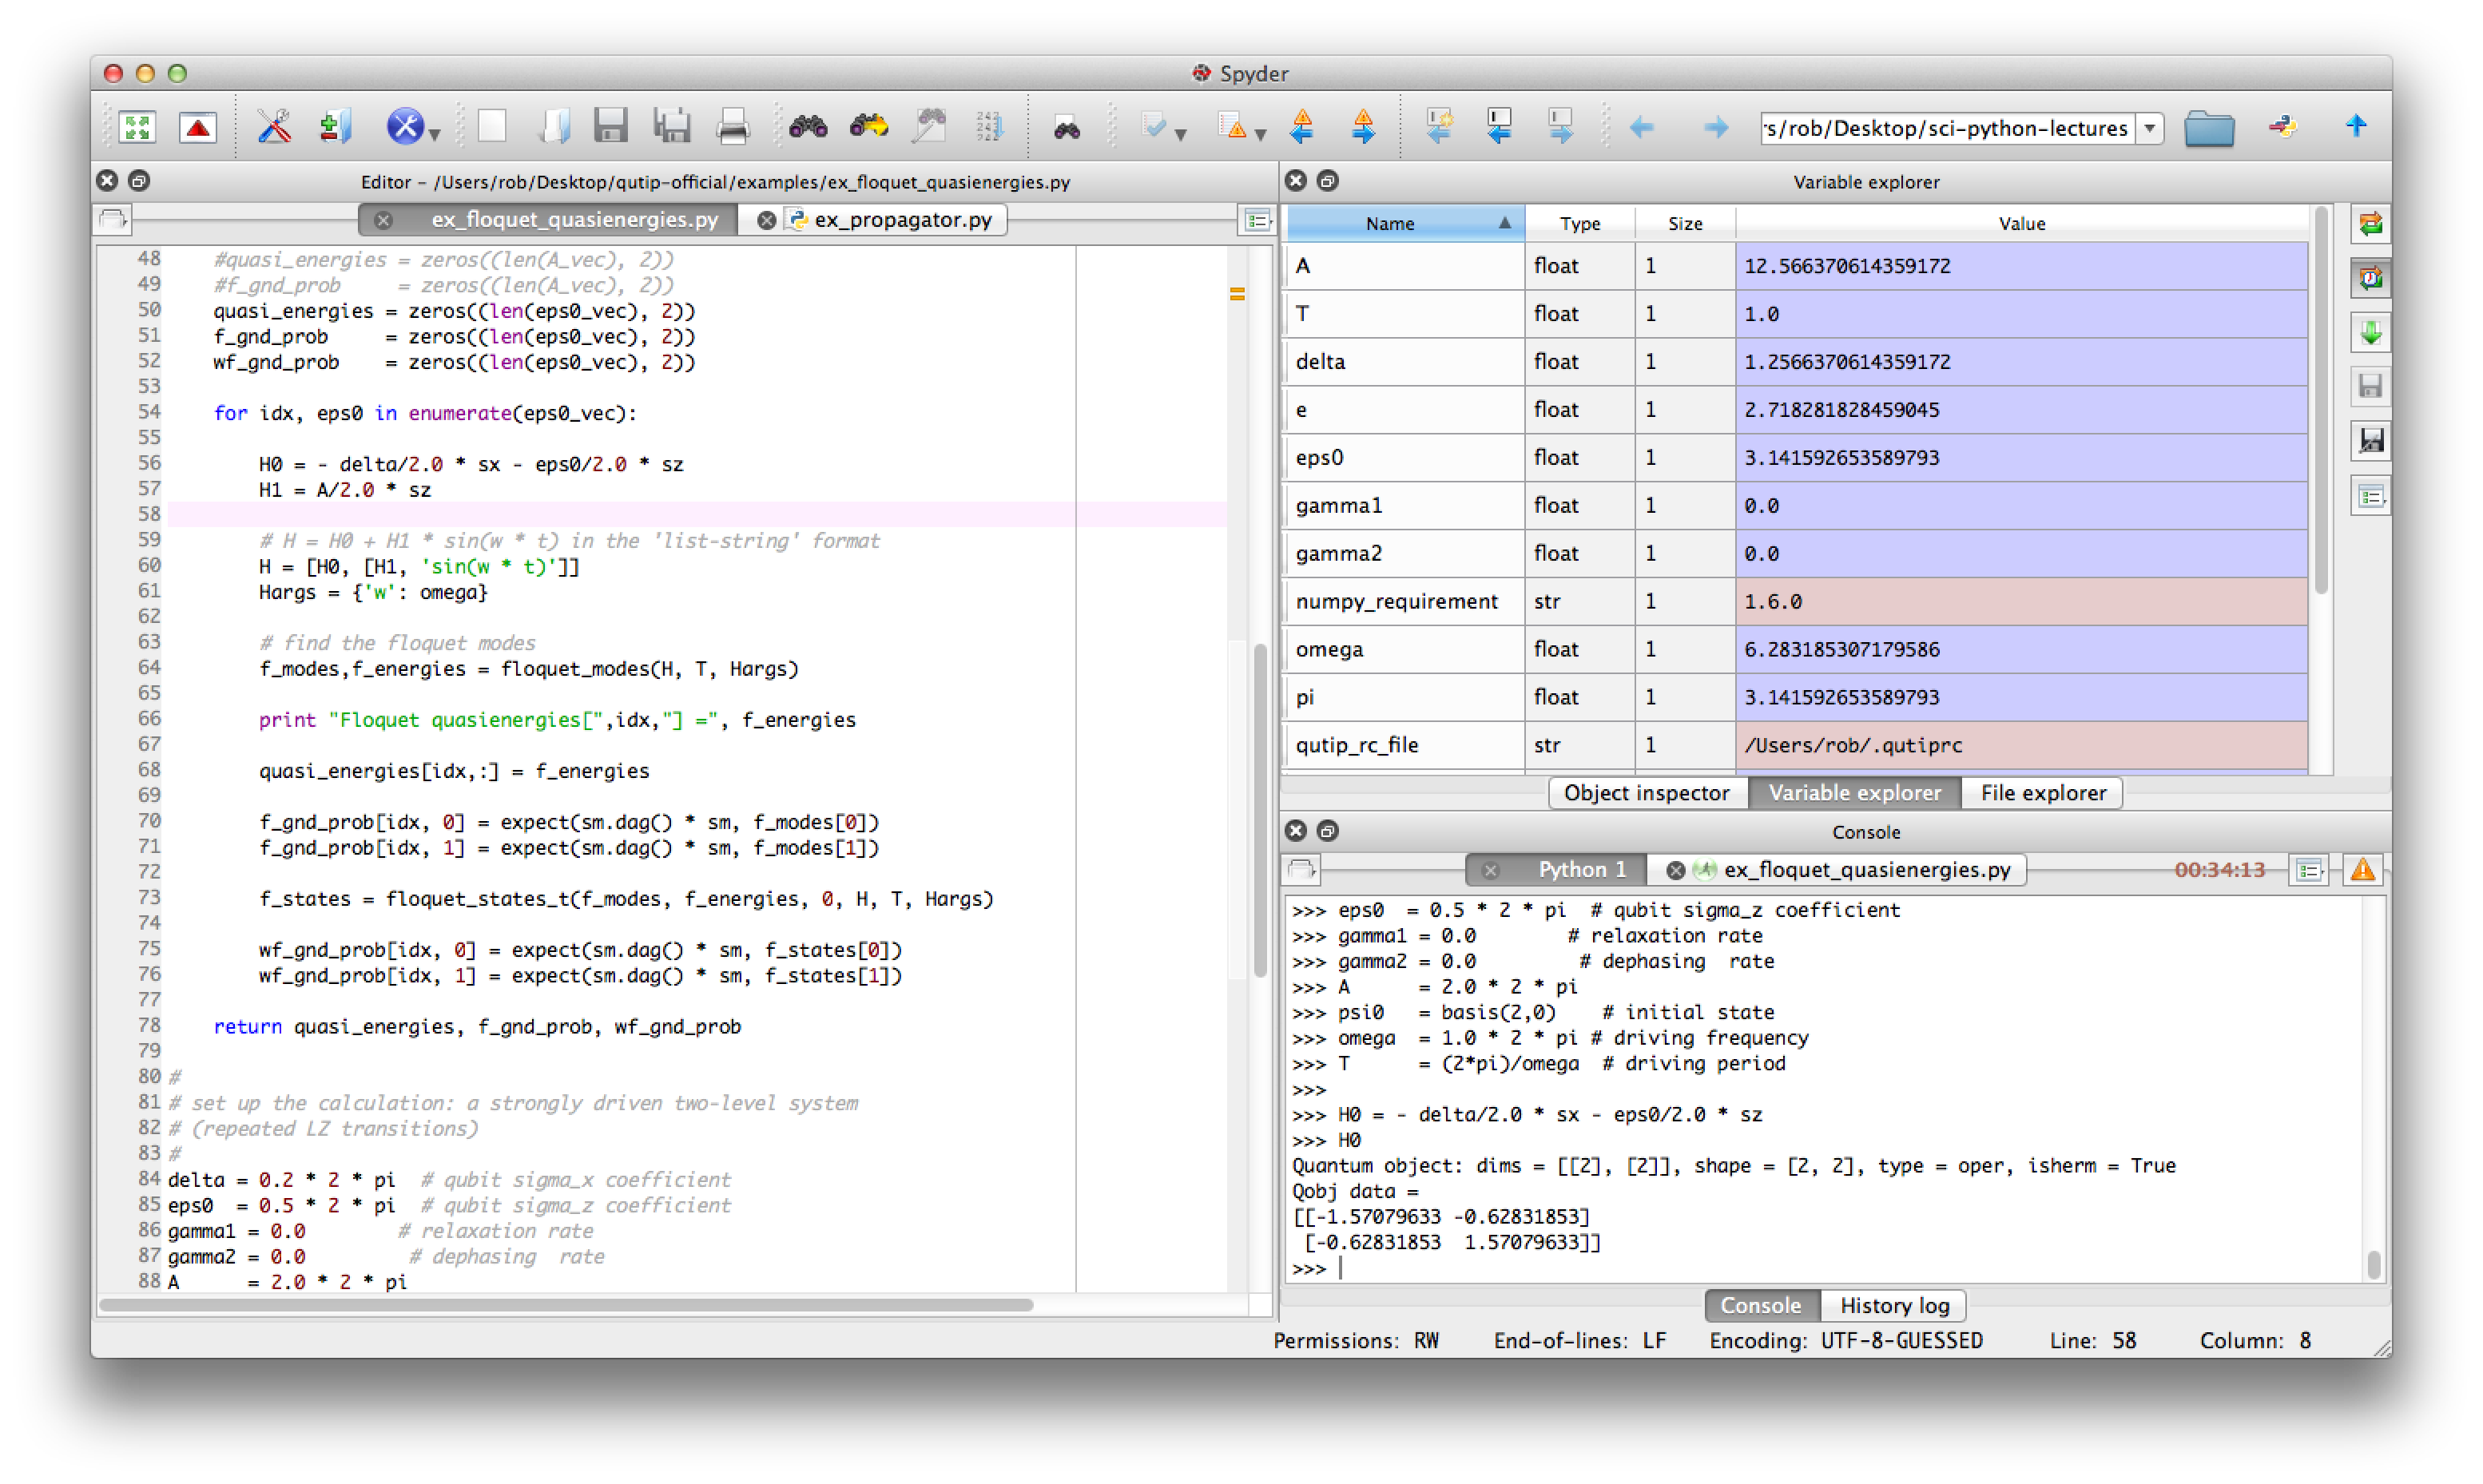 Spyder
's/rob/Desktop/sci-python-lectures
Editor - /Users/rob/Desktop/qutip-official/examples/ex_floquet_quasienergies.py
ex_floquet_quasienergies.py
ex_propagator.py
48 #quasi_energies = zeros((len(A_vec), 2))
49 #f_gnd_prob     = zeros((len(A_vec), 2))
50 quasi_energies = zeros((len(eps0_vec), 2))
51 f_gnd_prob     = zeros((len(eps0_vec), 2))
52 wf_gnd_prob    = zeros((len(eps0_vec), 2))
53
54 for idx, eps0 in enumerate(eps0_vec):
55
56 H0 = - delta/2.0 * sx - eps0/2.0 * sz
57 H1 = A/2.0 * sz
58
59 # H = H0 + H1 * sin(w * t) in the 'list-string' format
60 H = [H0, [H1, 'sin(w * t)']]
61 Hargs = {'w': omega}
62
63 # find the floquet modes
64 f_modes,f_energies = floquet_modes(H, T, Hargs)
65
66 print "Floquet quasienergies[",idx,"] =", f_energies
67
68 quasi_energies[idx,:] = f_energies
69
70 f_gnd_prob[idx, 0] = expect(sm.dag() * sm, f_modes[0])
71 f_gnd_prob[idx, 1] = expect(sm.dag() * sm, f_modes[1])
72
73 f_states = floquet_states_t(f_modes, f_energies, 0, H, T, Hargs)
74
75 wf_gnd_prob[idx, 0] = expect(sm.dag() * sm, f_states[0])
76 wf_gnd_prob[idx, 1] = expect(sm.dag() * sm, f_states[1])
77
78 return quasi_energies, f_gnd_prob, wf_gnd_prob
79
80 #
81 # set up the calculation: a strongly driven two-level system
82 # (repeated LZ transitions)
83 #
84 delta = 0.2 * 2 * pi  # qubit sigma_x coefficient
85 eps0  = 0.5 * 2 * pi  # qubit sigma_z coefficient
86 gamma1 = 0.0        # relaxation rate
87 gamma2 = 0.0         # dephasing  rate
88 A      = 2.0 * 2 * pi
Variable explorer
Name Type Size Value
A float 1 12.566370614359172
T float 1 1.0
delta float 1 1.2566370614359172
e float 1 2.718281828459045
eps0 float 1 3.141592653589793
gamma1 float 1 0.0
gamma2 float 1 0.0
numpy_requirement str 1 1.6.0
omega float 1 6.283185307179586
pi float 1 3.141592653589793
qutip_rc_file str 1 /Users/rob/.qutiprc
Object inspector Variable explorer File explorer
Console
Python 1 ex_floquet_quasienergies.py 00:34:13
>>> eps0  = 0.5 * 2 * pi  # qubit sigma_z coefficient
>>> gamma1 = 0.0        # relaxation rate
>>> gamma2 = 0.0         # dephasing  rate
>>> A      = 2.0 * 2 * pi
>>> psi0   = basis(2,0)    # initial state
>>> omega  = 1.0 * 2 * pi # driving frequency
>>> T      = (2*pi)/omega  # driving period
>>>
>>> H0 = - delta/2.0 * sx - eps0/2.0 * sz
>>> H0
Quantum object: dims = [[2], [2]], shape = [2, 2], type = oper, isherm = True
Qobj data =
[[-1.57079633 -0.62831853]
 [-0.62831853  1.57079633]]
>>>
Console History log
Permissions: RW End-of-lines: LF Encoding: UTF-8-GUESSED Line: 58 Column: 8